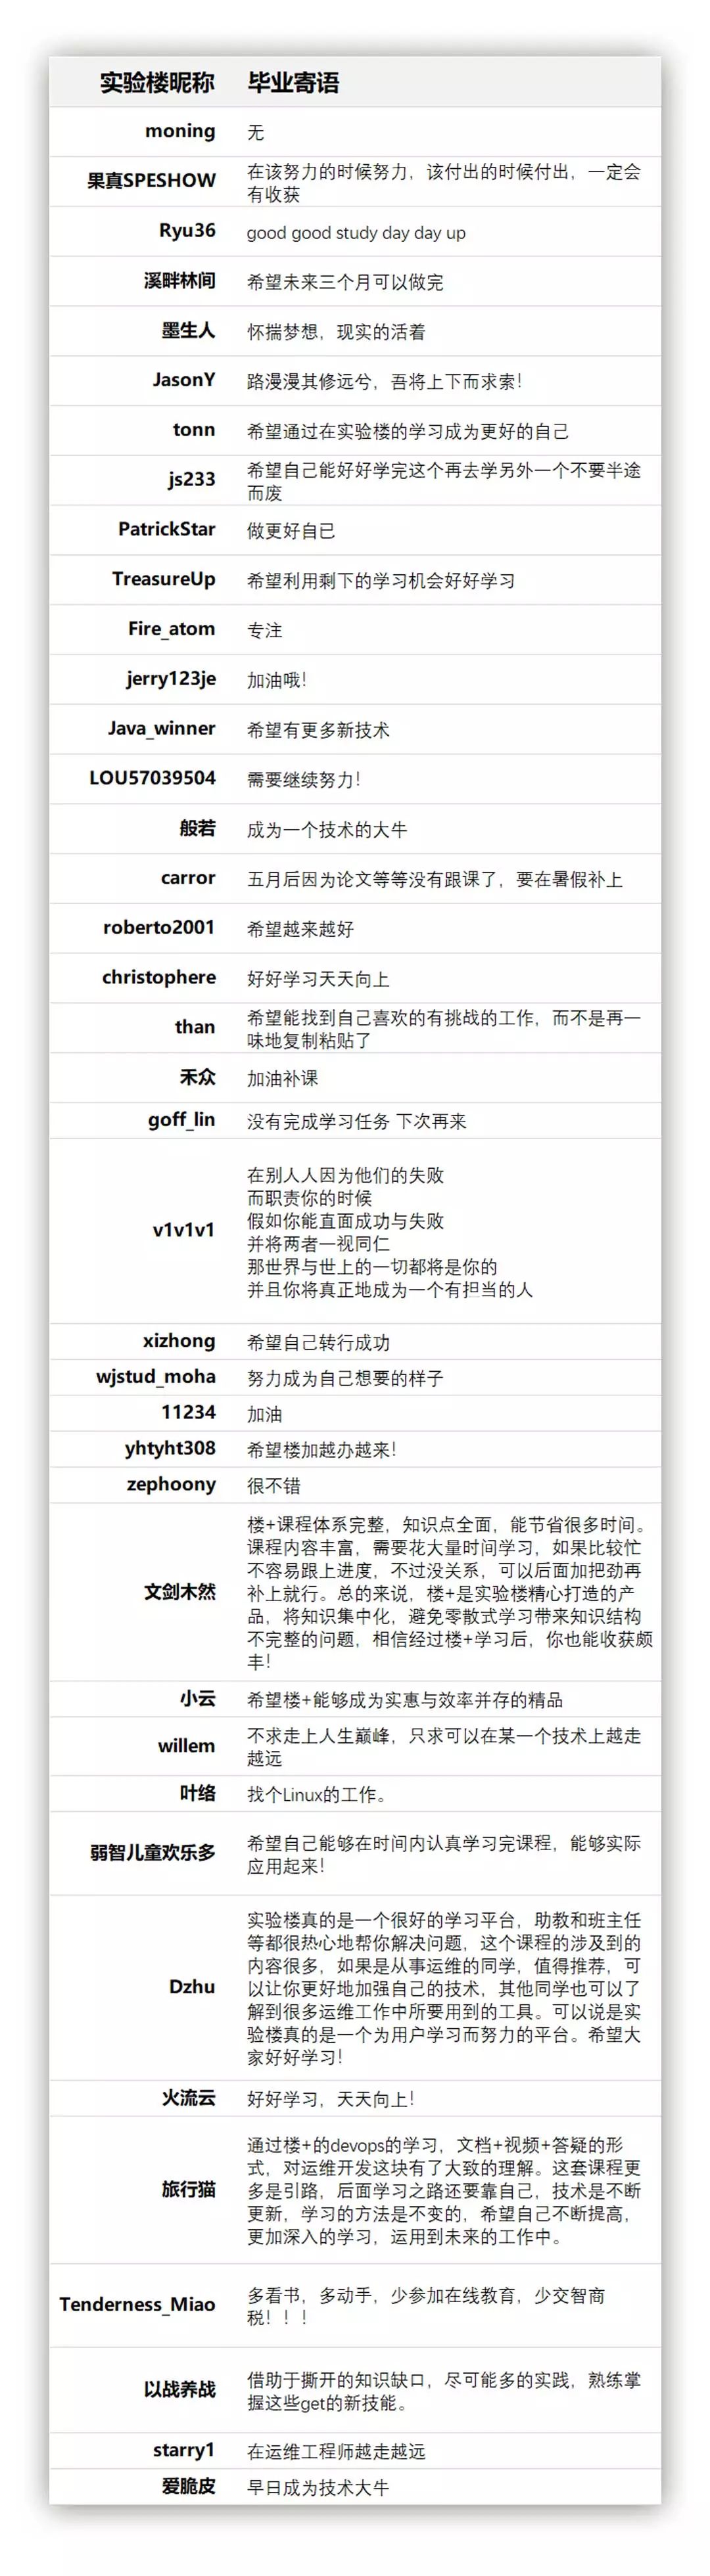 实验楼昵称 毕业寄语
moning 无
果真SPESHOW 在该努力的时候努力，该付出的时候付出，一定会
有收获
Ryu36 good good study day day up
溪畔林间 希望未来三个月可以做完
墨生人 怀揣梦想，现实的活着
JasonY 路漫漫其修远兮，吾将上下而求索！
tonn 希望通过在实验楼的学习成为更好的自己
js233 希望自己能好好学完这个再去学另外一个不要半途
而废
PatrickStar 做更好自已
TreasureUp 希望利用剩下的学习机会好好学习
Fire_atom 专注
jerry123je 加油哦！
Java_winner 希望有更多新技术
LOU57039504 需要继续努力！
般若 成为一个技术的大牛
carror 五月后因为论文等等没有跟课了，要在暑假补上
roberto2001 希望越来越好
christophere 好好学习天天向上
than 希望能找到自己喜欢的有挑战的工作，而不是再一
味地复制粘贴了
禾众 加油补课
goff_lin 没有完成学习任务 下次再来
v1v1v1 在别人人因为他们的失败
而职责你的时候
假如你能直面成功与失败
并将两者一视同仁
那世界与世上的一切都将是你的
并且你将真正地成为一个有担当的人
xizhong 希望自己转行成功
wjstud_moha 努力成为自己想要的样子
11234 加油
yhtyht308 希望楼加越办越来！
zephoony 很不错
文剑木然 楼+课程体系完整，知识点全面，能节省很多时间。
课程内容丰富，需要花大量时间学习，如果比较忙
不容易跟上进度，不过没关系，可以后面加把劲再
补上就行。总的来说，楼+是实验楼精心打造的产
品，将知识集中化，避免零散式学习带来知识结构
不完整的问题，相信经过楼+学习后，你也能收获颇
丰！
小云 希望楼+能够成为实惠与效率并存的精品
willem 不求走上人生巅峰，只求可以在某一个技术上越走
越远
叶络 找个Linux的工作。
弱智儿童欢乐多 希望自己能够在时间内认真学习完课程，能够实际
应用起来！
Dzhu 实验楼真的是一个很好的学习平台，助教和班主任
等都很热心地帮你解决问题，这个课程的涉及到的
内容很多，如果是从事运维的同学，值得推荐，可
以让你更好地加强自己的技术，其他同学也可以了
解到很多运维工作中所要用到的工具。可以说是实
验楼真的是一个为用户学习而努力的平台。希望大
家好好学习！
火流云 好好学习，天天向上！
旅行猫 通过楼+的devops的学习，文档+视频+答疑的形
式，对运维开发这块有了大致的理解。这套课程更
多是引路，后面学习之路还要靠自己，技术是不断
更新，学习的方法是不变的，希望自己不断提高，
更加深入的学习，运用到未来的工作中。
Tenderness_Miao 多看书，多动手，少参加在线教育，少交智商
税！！！
以战养战 借助于撕开的知识缺口，尽可能多的实践，熟练掌
握这些get的新技能。
starry1 在运维工程师越走越远
爱脆皮 早日成为技术大牛